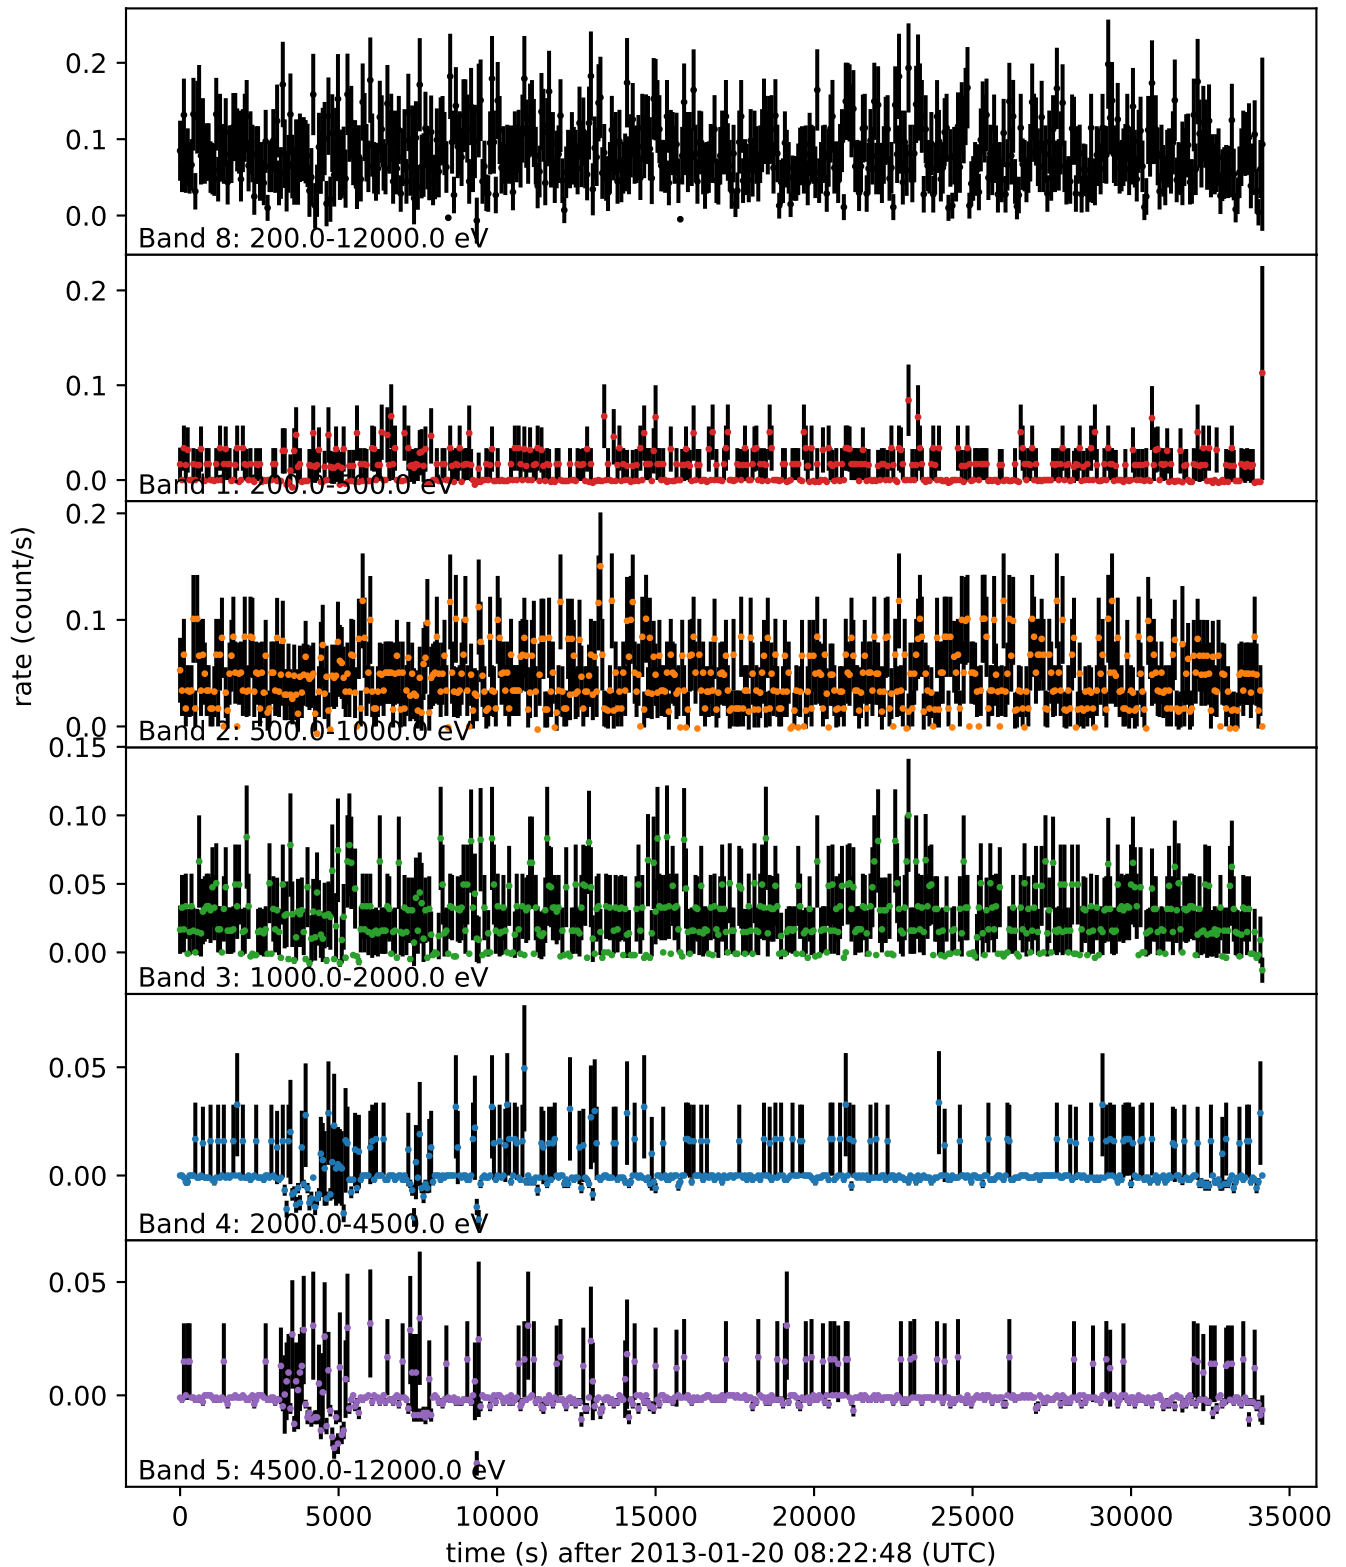 0.2
0.1
0.0
Band 8: 200.0-12000.0 eV
0.2
0.1
0.0
Band 1: 200.0-500.0 eV
0.2
0.1
0.0
Band 2: 500.0-1000.0 eV
rate (count/s)
0.15
0.10
0.05
0.00
Band 3: 1000.0-2000.0 eV
0.05
0.00
Band 4: 2000.0-4500.0 eV
0.05
0.00
Band 5: 4500.0-12000.0 eV
0 5000 10000 15000 20000 25000 30000 35000
time (s) after 2013-01-20 08:22:48 (UTC)